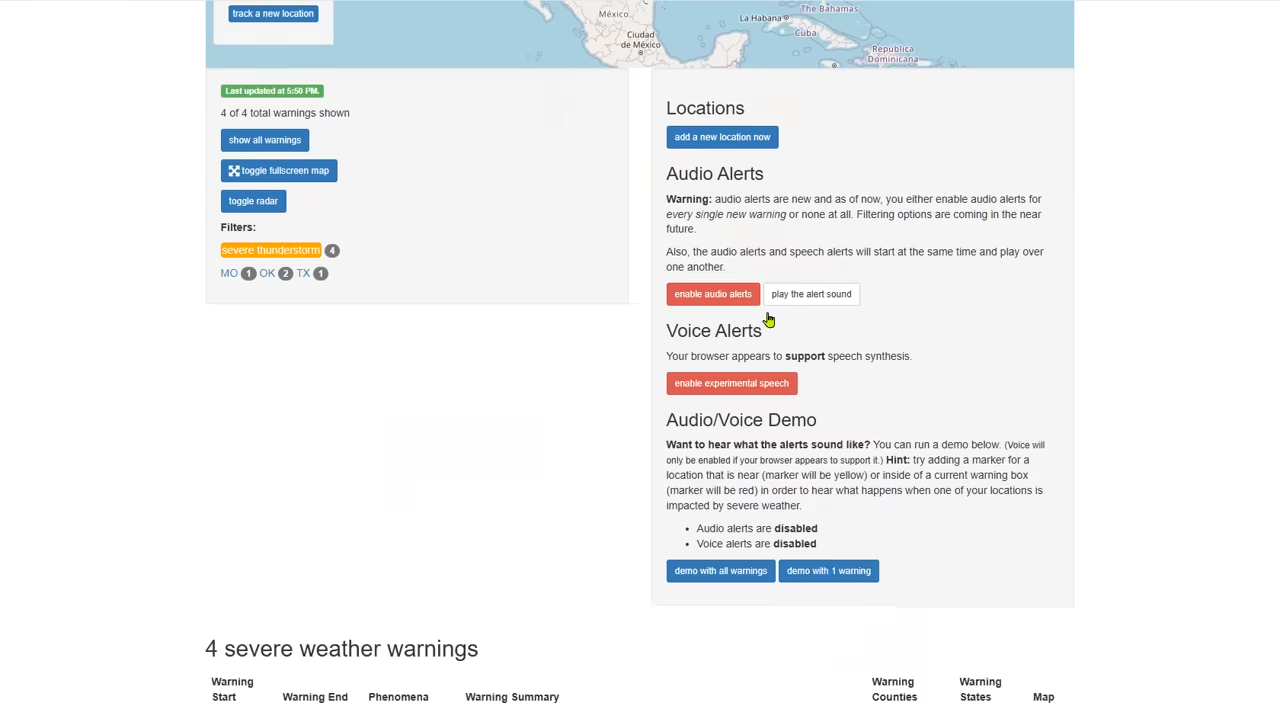 track a new location
México
Ciudad
de México
La Habana
The Bahamas
Cuba
República
Dominicana
Last updated at 5:50 PM.
4 of 4 total warnings shown
show all warnings
toggle fullscreen map
toggle radar
Filters:
severe thunderstorm 4
MO 1 OK 2 TX 1
Locations
add a new location now
Audio Alerts
Warning: audio alerts are new and as of now, you either enable audio alerts for
every single new warning or none at all. Filtering options are coming in the near
future.
Also, the audio alerts and speech alerts will start at the same time and play over
one another.
enable audio alerts play the alert sound
Voice Alerts
Your browser appears to support speech synthesis.
enable experimental speech
Audio/Voice Demo
Want to hear what the alerts sound like? You can run a demo below. (Voice will
only be enabled if your browser appears to support it.) Hint: try adding a marker for a
location that is near (marker will be yellow) or inside of a current warning box
(marker will be red) in order to hear what happens when one of your locations is
impacted by severe weather.
• Audio alerts are disabled
• Voice alerts are disabled
demo with all warnings demo with 1 warning
4 severe weather warnings
Warning Start Warning End Phenomena Warning Summary Warning Counties Warning States Map